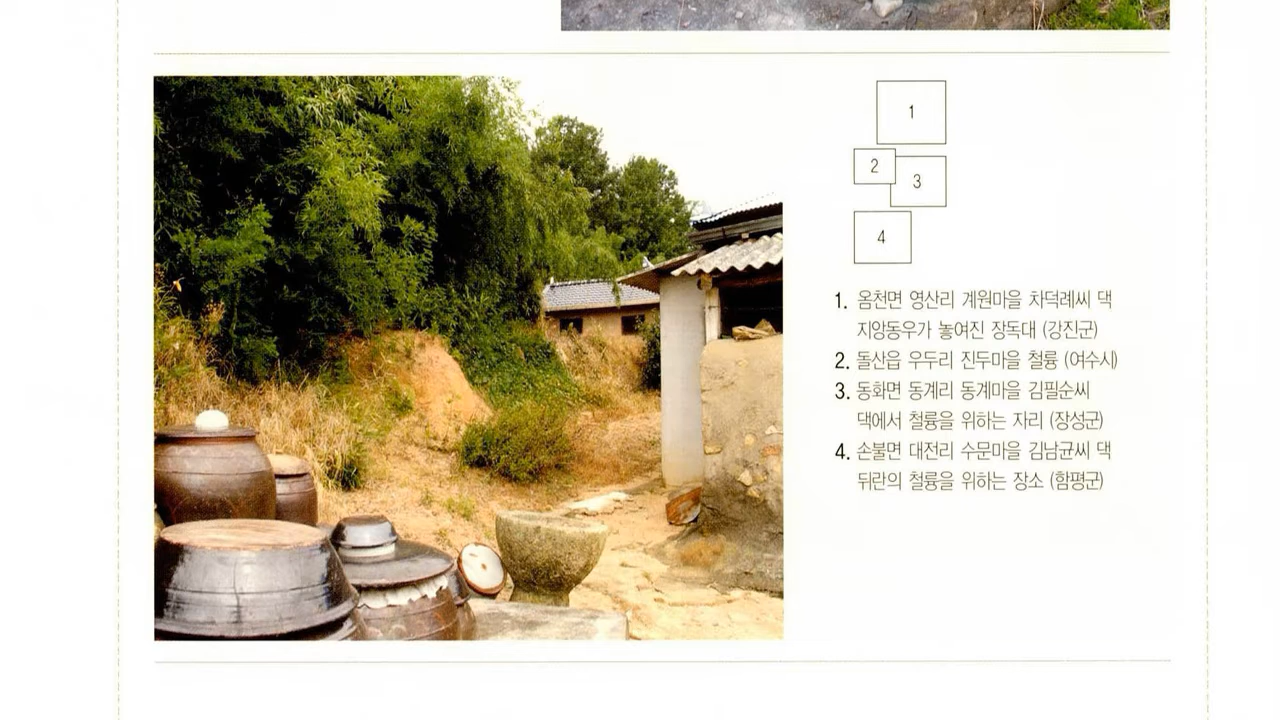 1
2
3
4
1. 옴천면 영산리 계원마을 차덕례씨 댁
지앙동우가 놓여진 장독대 (강진군)
2. 돌산읍 우두리 진두마을 철륭 (여수시)
3. 동화면 동계리 동계마을 김필순씨
댁에서 철륭을 위하는 자리 (장성군)
4. 손불면 대전리 수문마을 김남균씨 댁
뒤란의 철륭을 위하는 장소 (함평군)